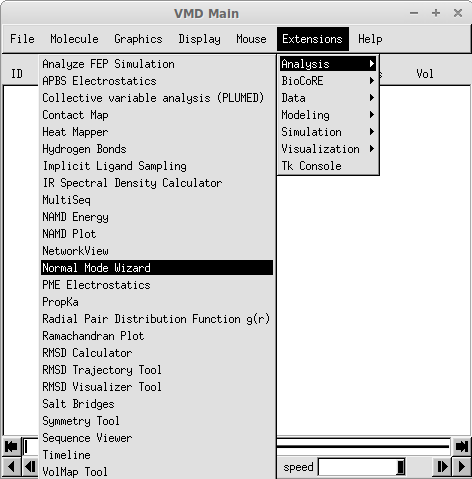 VMD Main
File Molecule Graphics Display Mouse Extensions Help
ID
Vol
Analysis
BioCoRE
Data
Modeling
Simulation
Visualization
Tk Console
Analyze FEP Simulation
APBS Electrostatics
Collective variable analysis (PLUMED)
Contact Map
Heat Mapper
Hydrogen Bonds
Implicit Ligand Sampling
IR Spectral Density Calculator
MultiSeq
NAMD Energy
NAMD Plot
NetworkView
Normal Mode Wizard
PME Electrostatics
PropKa
Radial Pair Distribution Function g(r)
Ramachandran Plot
RMSD Calculator
RMSD Trajectory Tool
RMSD Visualizer Tool
Salt Bridges
Symmetry Tool
Sequence Viewer
Timeline
VolMap Tool
speed